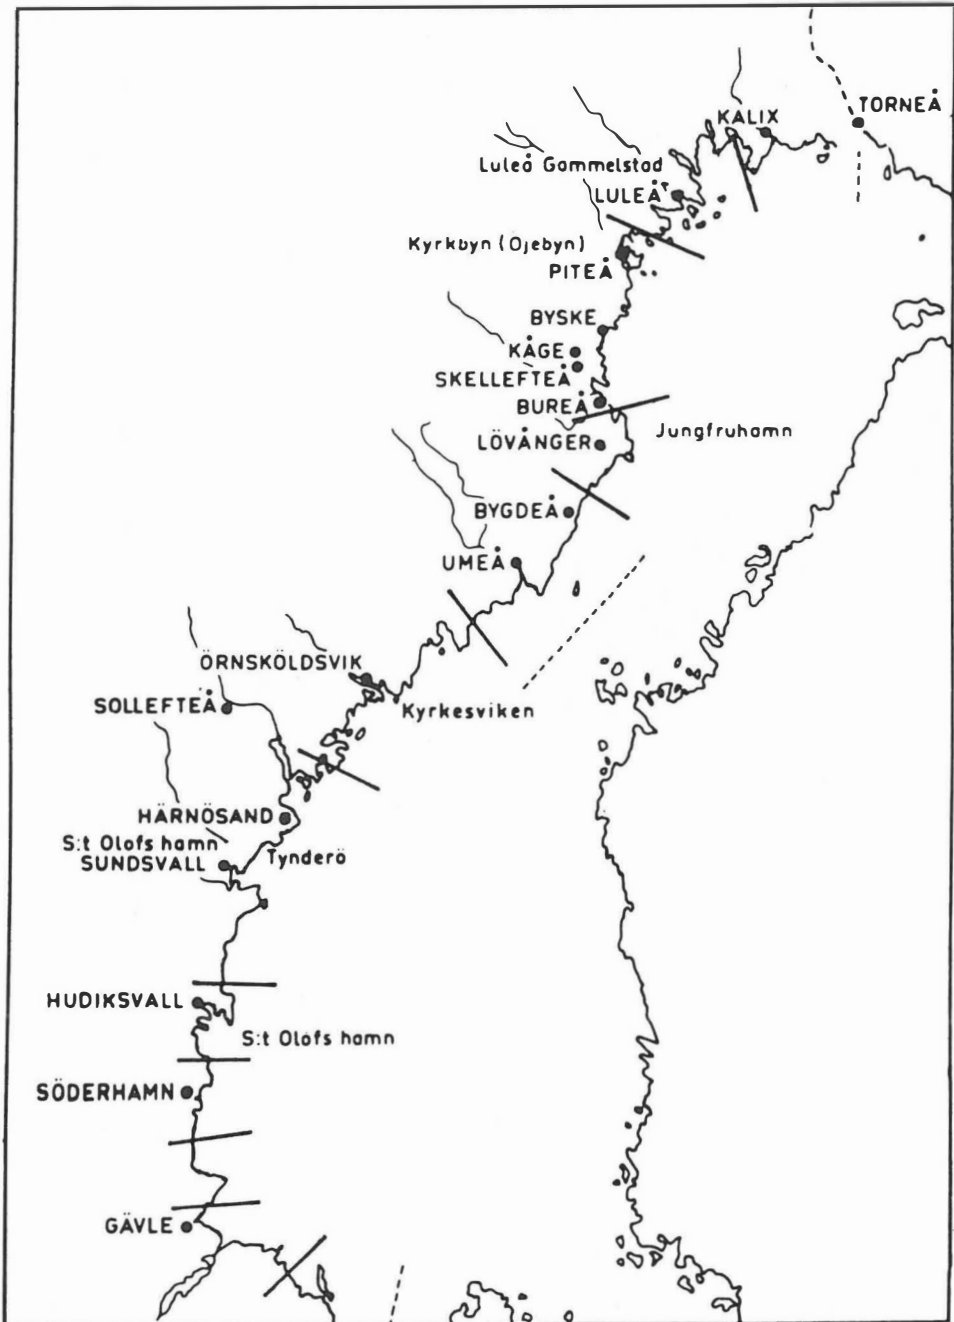 TORNEÅ
KALIX
Luleå Gammelstad
LULEÅ
Kyrkbyn (Öjebyn)
PITEÅ
BYSKE
KÅGE
SKELLEFTEÅ
BUREÅ
Jungfruhamn
LÖVÅNGER
BYGDEÅ
UMEÅ
ÖRNSKÖLDSVIK
SOLLEFTEÅ
Kyrkesviken
HÄRNÖSAND
S:t Olofs hamn
SUNDSVALL
Tynderö
HUDIKSVALL
S:t Olofs hamn
SÖDERHAMN
GÄVLE